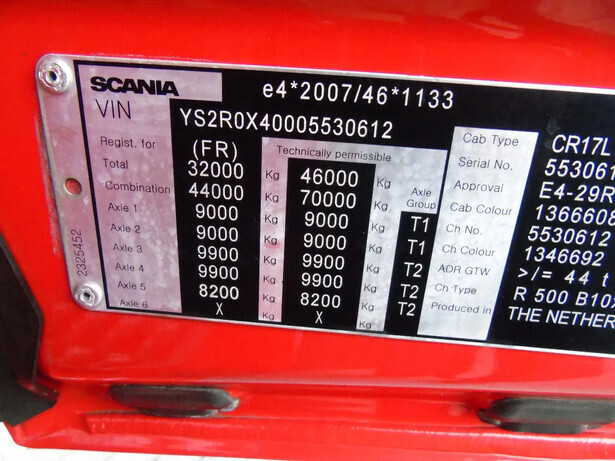 SCANIA e4*2007/46*1133
VIN YS2R0X40005530612
Regist. for (FR) Technically permissible Cab Type CR17L
Total 32000 Kg 46000 Kg Axle Group Serial No. 553061
Combination 44000 Kg 70000 Kg Approval E4-29R
Axle 1 9000 Kg 9000 Kg T1 Cab Colour 1366608
Axle 2 9000 Kg 9000 Kg T1 Ch No. 5530612
Axle 3 9900 Kg 9900 Kg T2 Ch Colour 1346692
Axle 4 9900 Kg 9900 Kg T2 ADR GTW >/= 44 t
Axle 5 8200 Kg 8200 Kg T2 Ch Type R 500 B10
Axle 6 X Kg X Kg Produced in THE NETHER
2325452